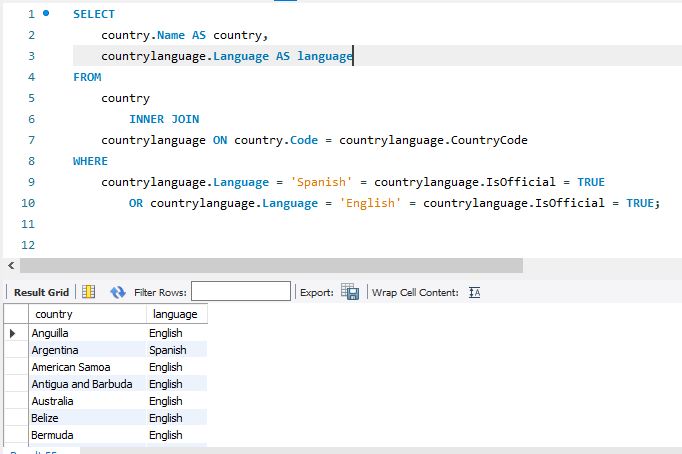 1 SELECT
2 country.Name AS country,
3 countrylanguage.Language AS language
4 FROM
5 country
6 INNER JOIN
7 countrylanguage ON country.Code = countrylanguage.CountryCode
8 WHERE
9 countrylanguage.Language = 'Spanish' = countrylanguage.IsOfficial = TRUE
10 OR countrylanguage.Language = 'English' = countrylanguage.IsOfficial = TRUE;
11
12
Result Grid Filter Rows: Export: Wrap Cell Content: IA
country language
Anguilla English
Argentina Spanish
American Samoa English
Antigua and Barbuda English
Australia English
Belize English
Bermuda English